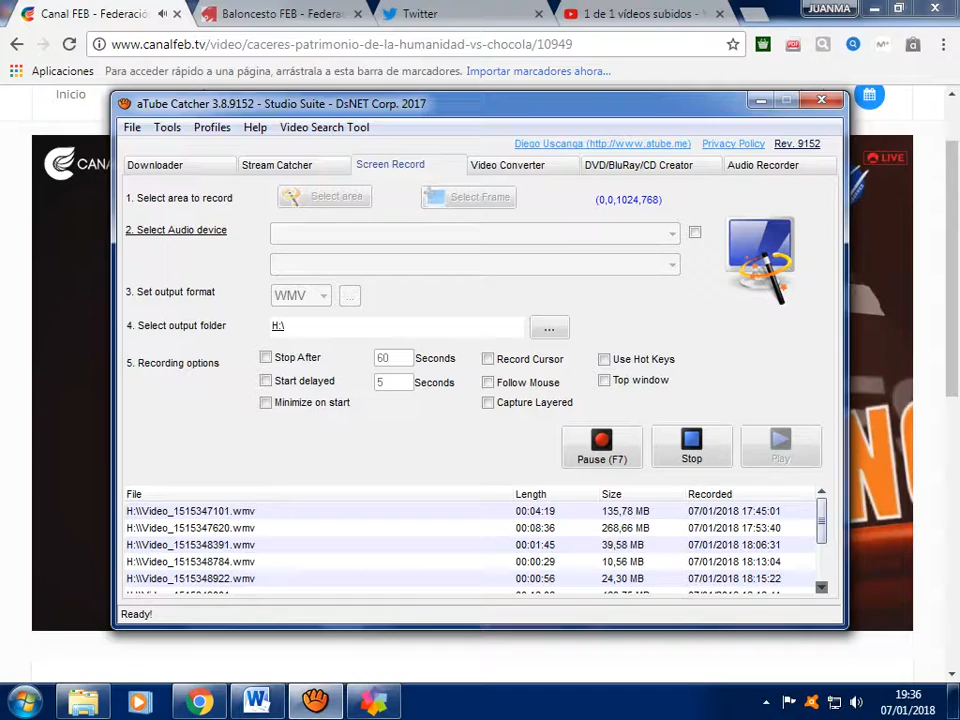 Canal FEB - Federació
Baloncesto FEB - Federa
Twitter
1 de 1 vídeos subidos - Y
JUANMA
www.canalfeb.tv/video/caceres-patrimonio-de-la-humanidad-vs-chocola/10949
Aplicaciones Para acceder rápido a una página, arrástrala a esta barra de marcadores. Importar marcadores ahora...
Inicio
aTube Catcher 3.8.9152 - Studio Suite - DsNET Corp. 2017
File Tools Profiles Help Video Search Tool
Diego Uscanga (http://www.atube.me) Privacy Policy Rev. 9152
CANA
LIVE
Downloader Stream Catcher Screen Record Video Converter DVD/BluRay/CD Creator Audio Recorder
1. Select area to record Select area Select Frame (0,0,1024,768)
2. Select Audio device
3. Set output format WMV ...
4. Select output folder H:\ ...
5. Recording options
Stop After 60 Seconds Record Cursor Use Hot Keys
Start delayed 5 Seconds Follow Mouse Top window
Minimize on start Capture Layered
Pause (F7) Stop Play
File Length Size Recorded
H:\\Video_1515347101.wmv 00:04:19 135,78 MB 07/01/2018 17:45:01
H:\\Video_1515347620.wmv 00:08:36 268,66 MB 07/01/2018 17:53:40
H:\\Video_1515348391.wmv 00:01:45 39,58 MB 07/01/2018 18:06:31
H:\\Video_1515348784.wmv 00:00:29 10,56 MB 07/01/2018 18:13:04
H:\\Video_1515348922.wmv 00:00:56 24,30 MB 07/01/2018 18:15:22
Ready!
19:36
07/01/2018